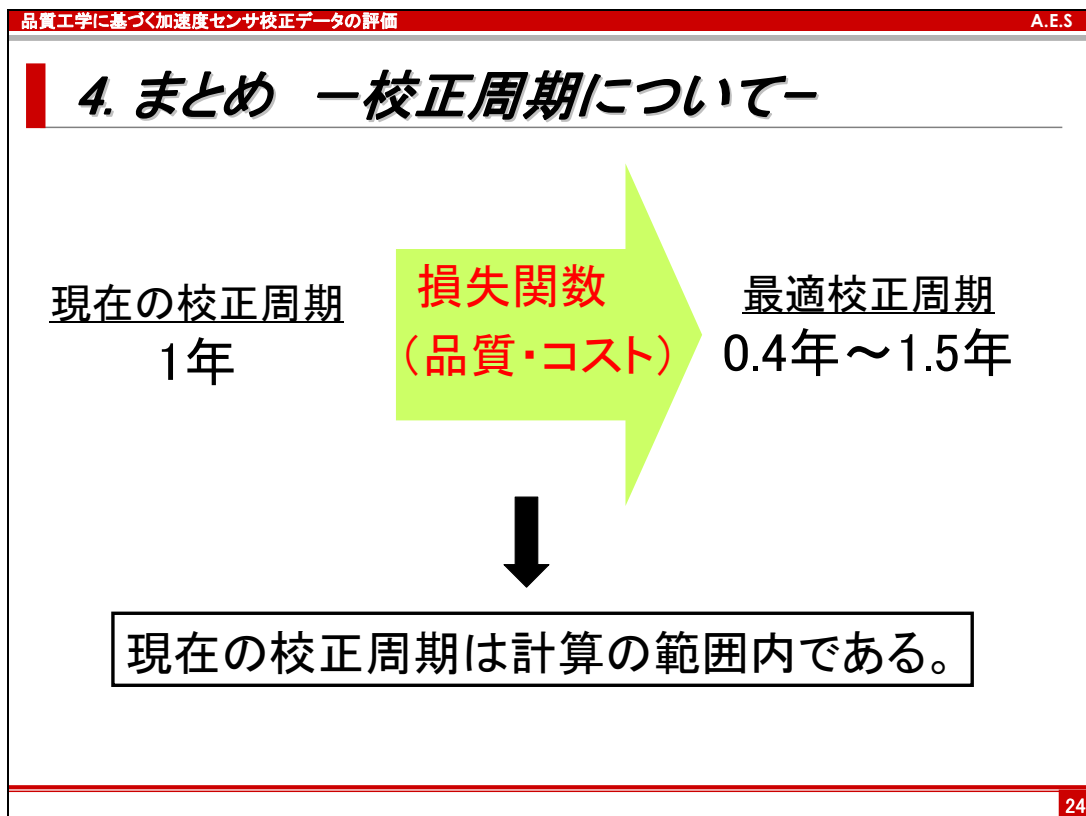 品質工学に基づく加速度センサ校正データの評価
A.E.S
4. まとめ －校正周期について－
現在の校正周期
1年
損失関数
（品質・コスト）
最適校正周期
0.4年～1.5年
現在の校正周期は計算の範囲内である。
24